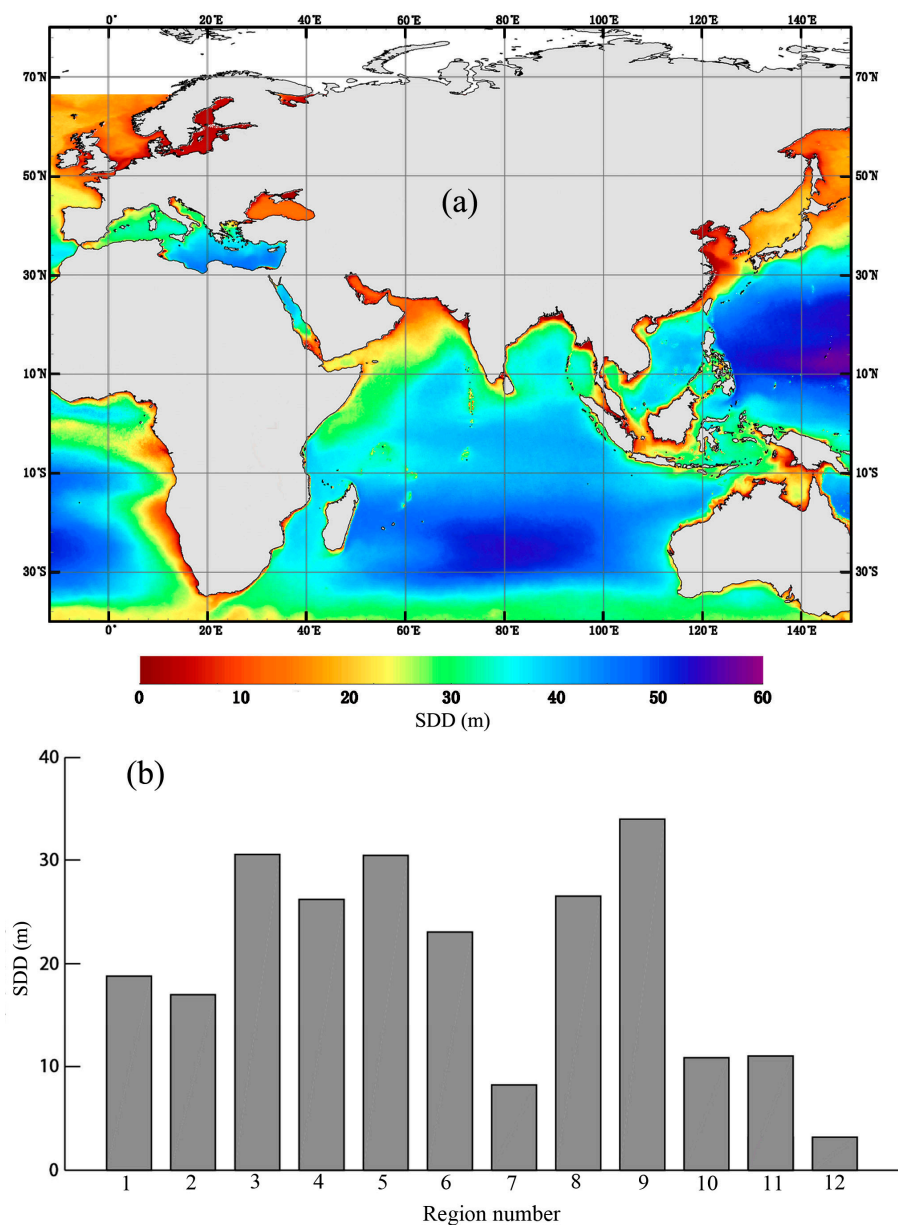 0° 20°E 40°E 60°E 80°E 100°E 120°E 140°E
70°N 70°N
50°N (a) 50°N
30°N 30°N
10°N 10°N
10°S 10°S
30°S 30°S
0° 20°E 40°E 60°E 80°E 100°E 120°E 140°E
0 10 20 30 40 50 60
SDD (m)
40
(b)
30
20
SDD (m)
10
0
1 2 3 4 5 6 7 8 9 10 11 12
Region number